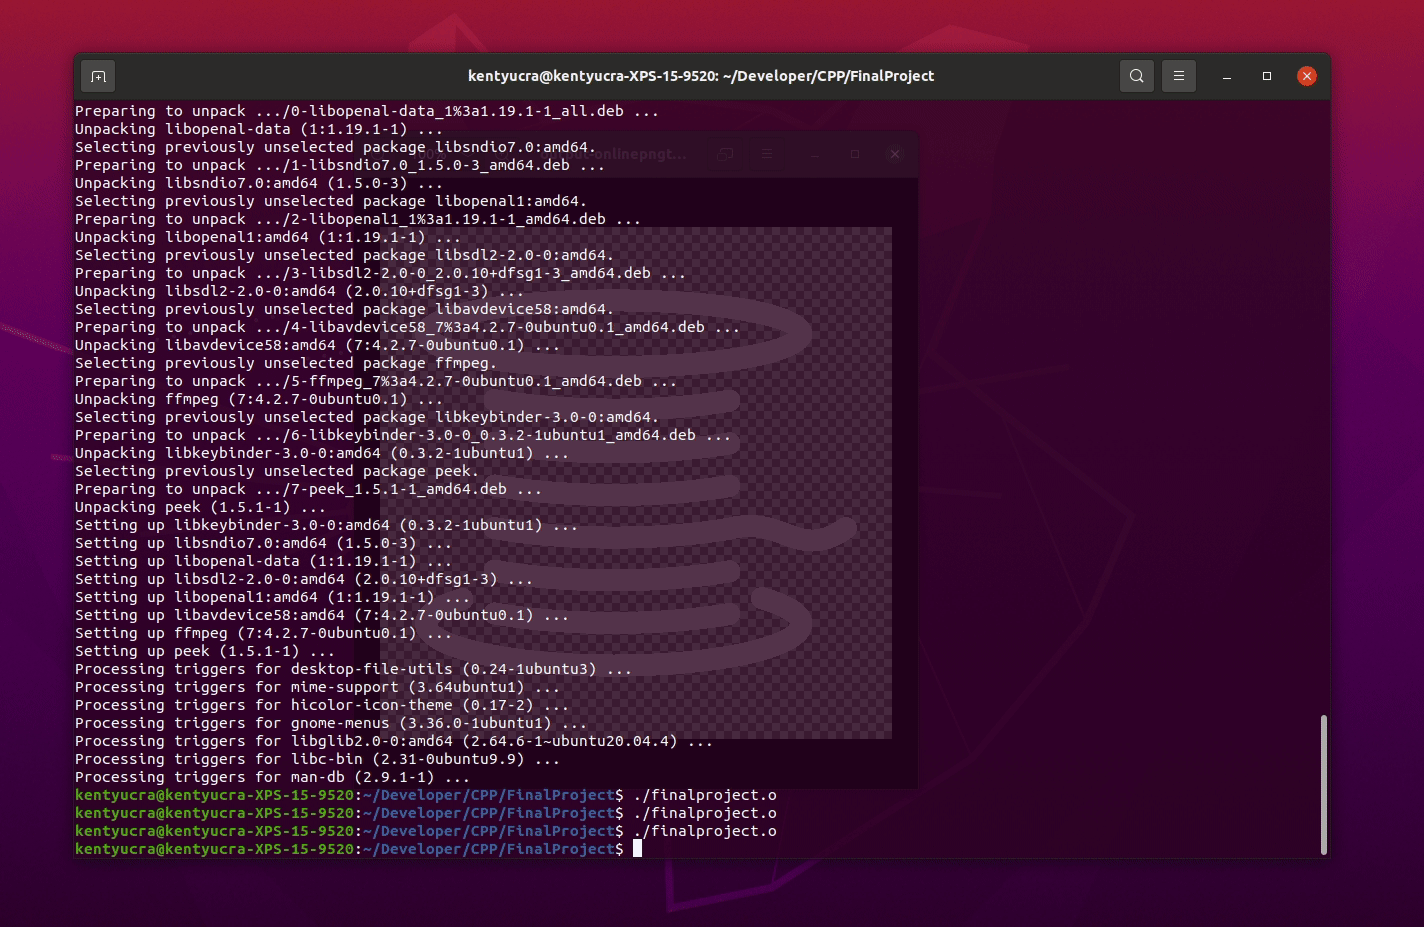 kentyucra@kentyucra-XPS-15-9520: ~/Developer/CPP/FinalProject
Preparing to unpack .../0-libopenal-data_1%3a1.19.1-1_all.deb ...
Unpacking libopenal-data (1:1.19.1-1) ...
Selecting previously unselected package libsndio7.0:amd64.
Preparing to unpack .../1-libsndio7.0_1.5.0-3_amd64.deb ...
Unpacking libsndio7.0:amd64 (1.5.0-3) ...
Selecting previously unselected package libopenal1:amd64.
Preparing to unpack .../2-libopenal1_1%3a1.19.1-1_amd64.deb ...
Unpacking libopenal1:amd64 (1:1.19.1-1) ...
Selecting previously unselected package libsdl2-2.0-0:amd64.
Preparing to unpack .../3-libsdl2-2.0-0_2.0.10+dfsg1-3_amd64.deb ...
Unpacking libsdl2-2.0-0:amd64 (2.0.10+dfsg1-3) ...
Selecting previously unselected package libavdevice58:amd64.
Preparing to unpack .../4-libavdevice58_7%3a4.2.7-0ubuntu0.1_amd64.deb ...
Unpacking libavdevice58:amd64 (7:4.2.7-0ubuntu0.1) ...
Selecting previously unselected package ffmpeg.
Preparing to unpack .../5-ffmpeg_7%3a4.2.7-0ubuntu0.1_amd64.deb ...
Unpacking ffmpeg (7:4.2.7-0ubuntu0.1) ...
Selecting previously unselected package libkeybinder-3.0-0:amd64.
Preparing to unpack .../6-libkeybinder-3.0-0_0.3.2-1ubuntu1_amd64.deb ...
Unpacking libkeybinder-3.0-0:amd64 (0.3.2-1ubuntu1) ...
Selecting previously unselected package peek.
Preparing to unpack .../7-peek_1.5.1-1_amd64.deb ...
Unpacking peek (1.5.1-1) ...
Setting up libkeybinder-3.0-0:amd64 (0.3.2-1ubuntu1) ...
Setting up libsndio7.0:amd64 (1.5.0-3) ...
Setting up libopenal-data (1:1.19.1-1) ...
Setting up libsdl2-2.0-0:amd64 (2.0.10+dfsg1-3) ...
Setting up libopenal1:amd64 (1:1.19.1-1) ...
Setting up libavdevice58:amd64 (7:4.2.7-0ubuntu0.1) ...
Setting up ffmpeg (7:4.2.7-0ubuntu0.1) ...
Setting up peek (1.5.1-1) ...
Processing triggers for desktop-file-utils (0.24-1ubuntu3) ...
Processing triggers for mime-support (3.64ubuntu1) ...
Processing triggers for hicolor-icon-theme (0.17-2) ...
Processing triggers for gnome-menus (3.36.0-1ubuntu1) ...
Processing triggers for libglib2.0-0:amd64 (2.64.6-1~ubuntu20.04.4) ...
Processing triggers for libc-bin (2.31-0ubuntu9.9) ...
Processing triggers for man-db (2.9.1-1) ...
kentyucra@kentyucra-XPS-15-9520:~/Developer/CPP/FinalProject$ ./finalproject.o
kentyucra@kentyucra-XPS-15-9520:~/Developer/CPP/FinalProject$ ./finalproject.o
kentyucra@kentyucra-XPS-15-9520:~/Developer/CPP/FinalProject$ ./finalproject.o
kentyucra@kentyucra-XPS-15-9520:~/Developer/CPP/FinalProject$